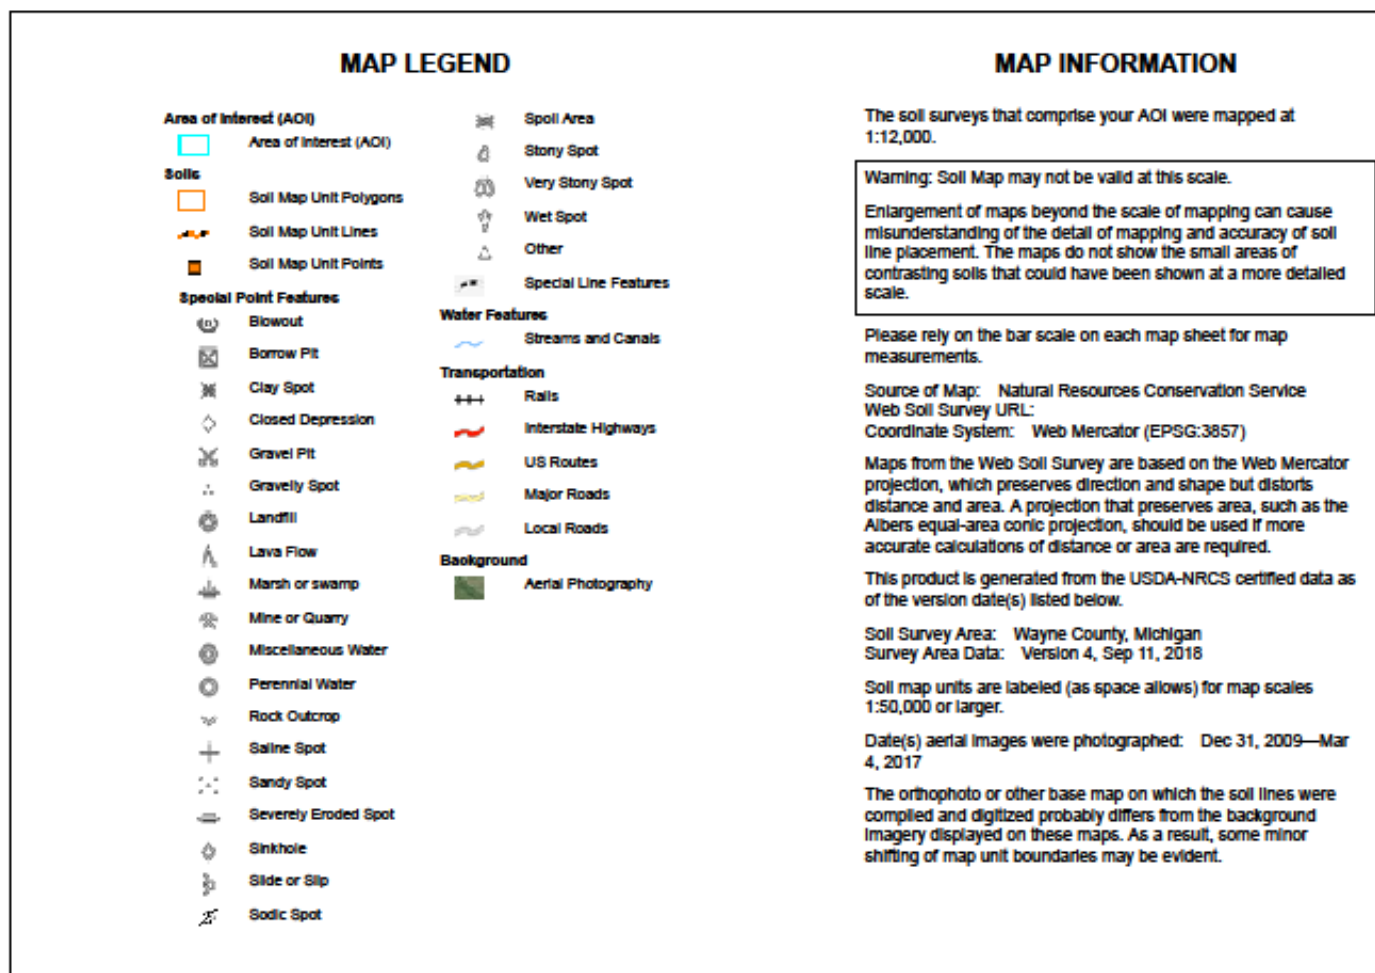 MAP LEGEND
Area of Interest (AOI)
Area of Interest (AOI)
Soils
Soil Map Unit Polygons
Soil Map Unit Lines
Soil Map Unit Points
Special Point Features
Blowout
Borrow Pit
Clay Spot
Closed Depression
Gravel Pit
Gravelly Spot
Landfill
Lava Flow
Marsh or swamp
Mine or Quarry
Miscellaneous Water
Perennial Water
Rock Outcrop
Saline Spot
Sandy Spot
Severely Eroded Spot
Sinkhole
Slide or Slip
Sodic Spot
Spoil Area
Stony Spot
Very Stony Spot
Wet Spot
Other
Special Line Features
Water Features
Streams and Canals
Transportation
Rails
Interstate Highways
US Routes
Major Roads
Local Roads
Background
Aerial Photography
MAP INFORMATION
The soil surveys that comprise your AOI were mapped at
1:12,000.
Warning: Soil Map may not be valid at this scale.
Enlargement of maps beyond the scale of mapping can cause
misunderstanding of the detail of mapping and accuracy of soil
line placement. The maps do not show the small areas of
contrasting soils that could have been shown at a more detailed
scale.
Please rely on the bar scale on each map sheet for map
measurements.
Source of Map: Natural Resources Conservation Service
Web Soil Survey URL:
Coordinate System: Web Mercator (EPSG:3857)
Maps from the Web Soil Survey are based on the Web Mercator
projection, which preserves direction and shape but distorts
distance and area. A projection that preserves area, such as the
Albers equal-area conic projection, should be used if more
accurate calculations of distance or area are required.
This product is generated from the USDA-NRCS certified data as
of the version date(s) listed below.
Soil Survey Area: Wayne County, Michigan
Survey Area Data: Version 4, Sep 11, 2018
Soil map units are labeled (as space allows) for map scales
1:50,000 or larger.
Date(s) aerial images were photographed: Dec 31, 2009—Mar
4, 2017
The orthophoto or other base map on which the soil lines were
compiled and digitized probably differs from the background
imagery displayed on these maps. As a result, some minor
shifting of map unit boundaries may be evident.